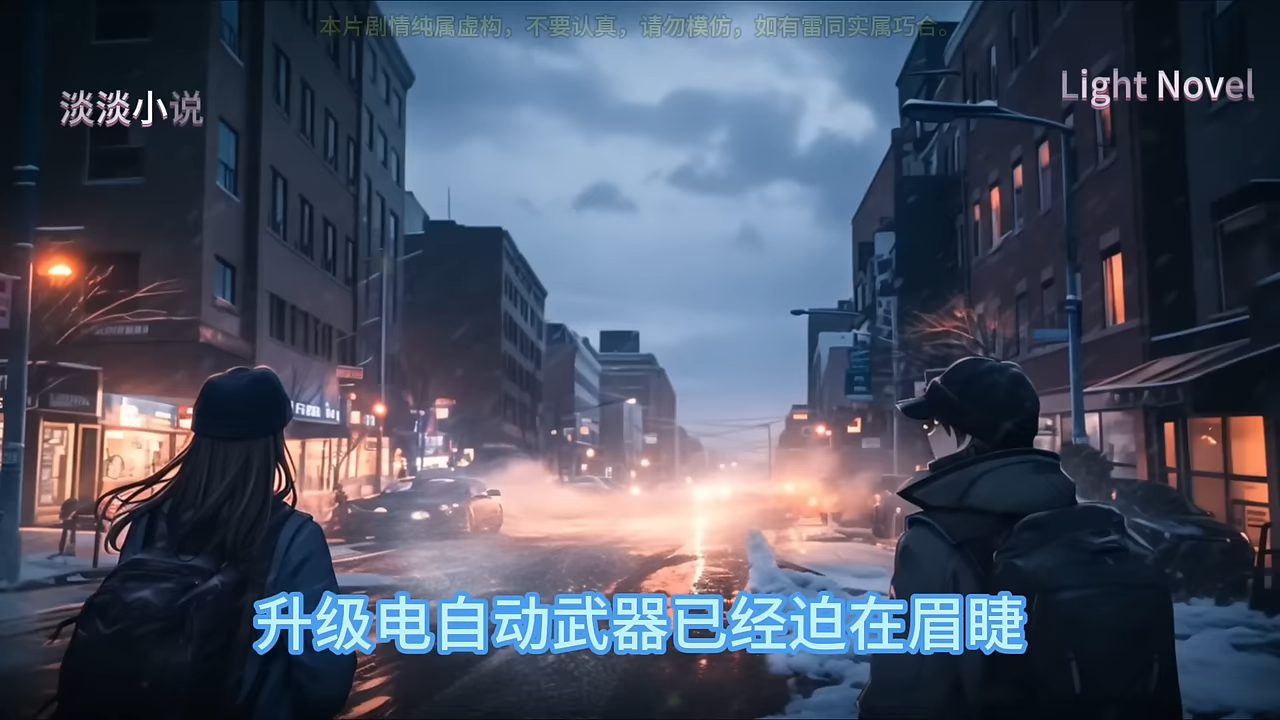 本片剧情纯属虚构，不要认真，请勿模仿，如有雷同实属巧合。
淡淡小说
Light Novel
升级电自动武器已经迫在眉睫